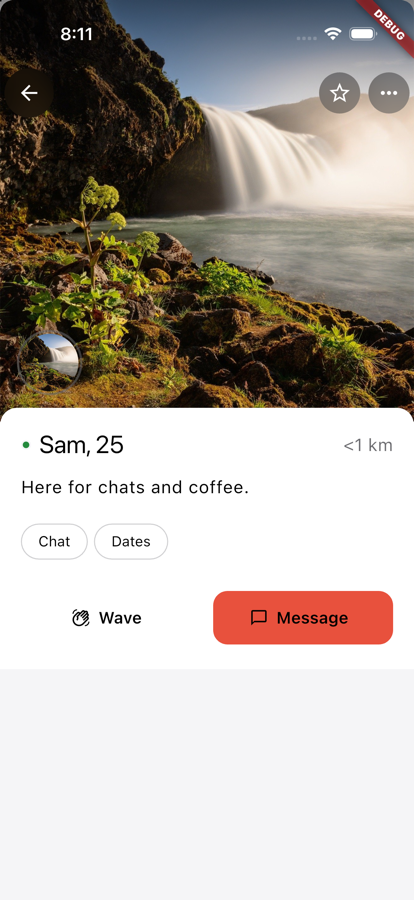 8:11
DEBUG
Sam, 25
<1 km
Here for chats and coffee.
Chat
Dates
Wave
Message